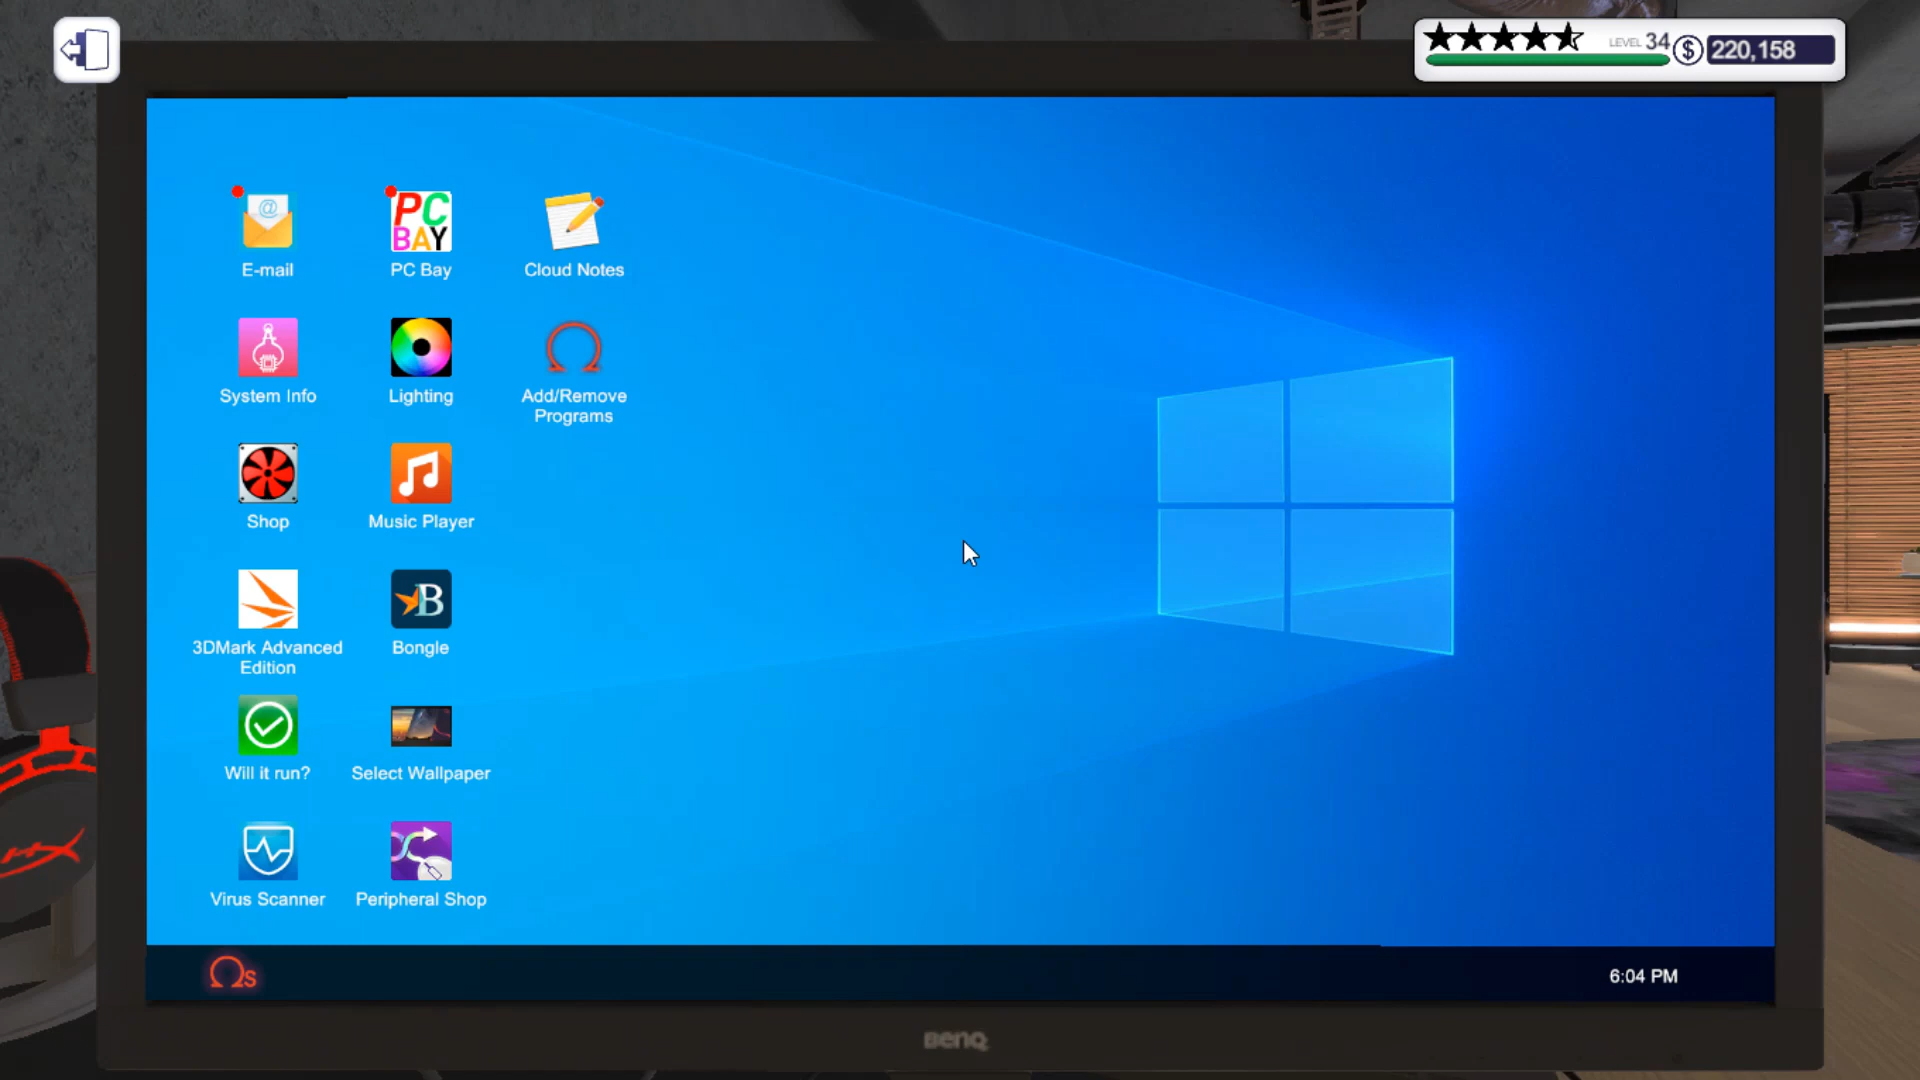 LEVEL 34
$ 220,158
@
PC
BAY
E-mail
PC Bay
Cloud Notes
System Info
Lighting
Add/Remove
Programs
Shop
Music Player
B
3DMark Advanced
Edition
Bongle
Will it run?
Select Wallpaper
Virus Scanner
Peripheral Shop
Ωs
6:04 PM
BenQ